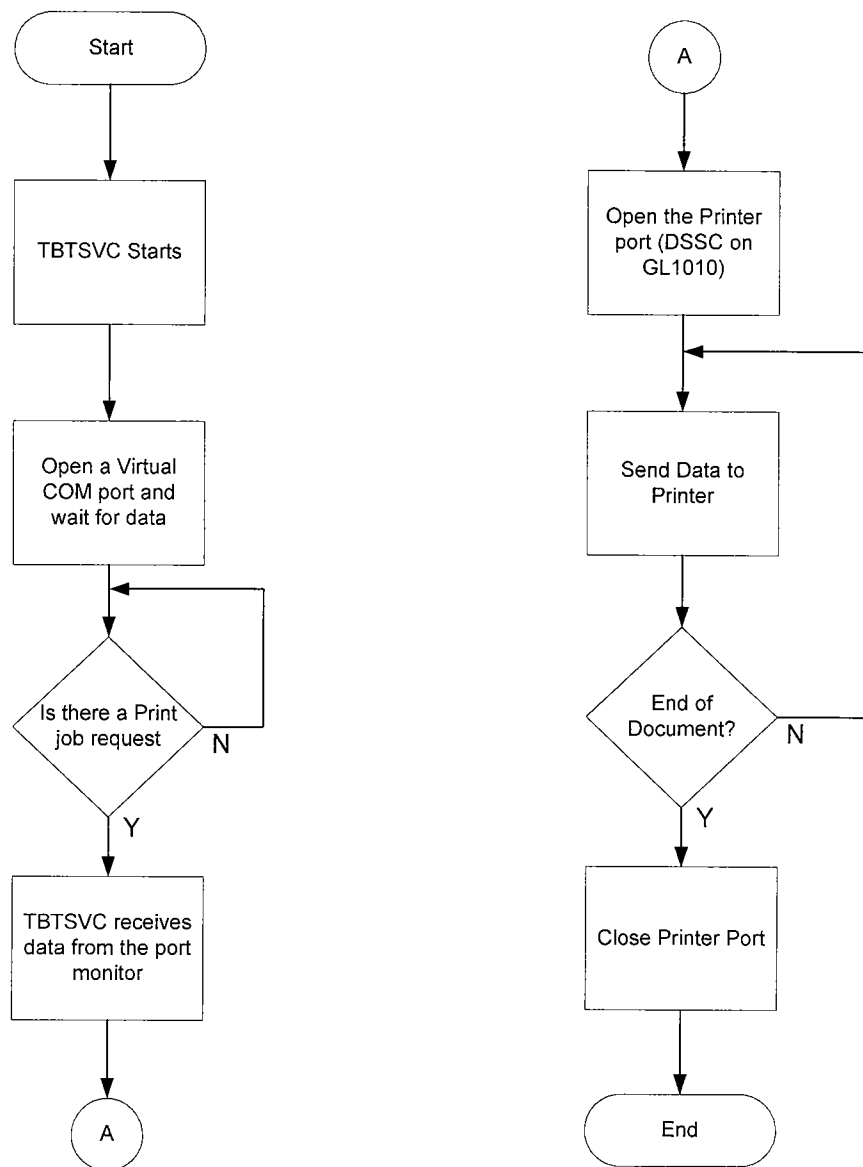 Start
TBTSVC Starts
Open a Virtual
COM port and
wait for data
Is there a Print
job request
N
Y
TBTSVC receives
data from the port
monitor
A
A
Open the Printer
port (DSSC on
GL1010)
Send Data to
Printer
End of
Document?
N
Y
Close Printer Port
End